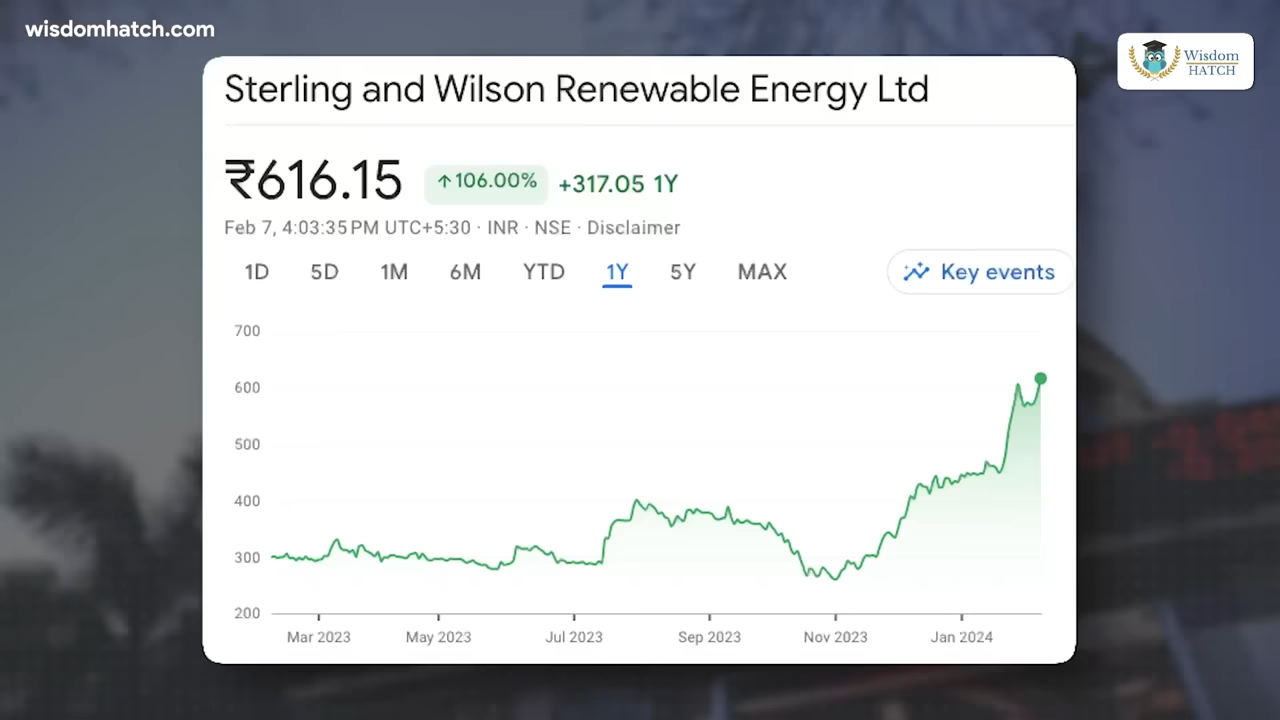 wisdomhatch.com
Wisdom
HATCH
Sterling and Wilson Renewable Energy Ltd
₹616.15 ↑106.00% +317.05 1Y
Feb 7, 4:03:35 PM UTC+5:30 · INR · NSE · Disclaimer
1D 5D 1M 6M YTD 1Y 5Y MAX Key events
700
600
500
400
300
200
Mar 2023 May 2023 Jul 2023 Sep 2023 Nov 2023 Jan 2024